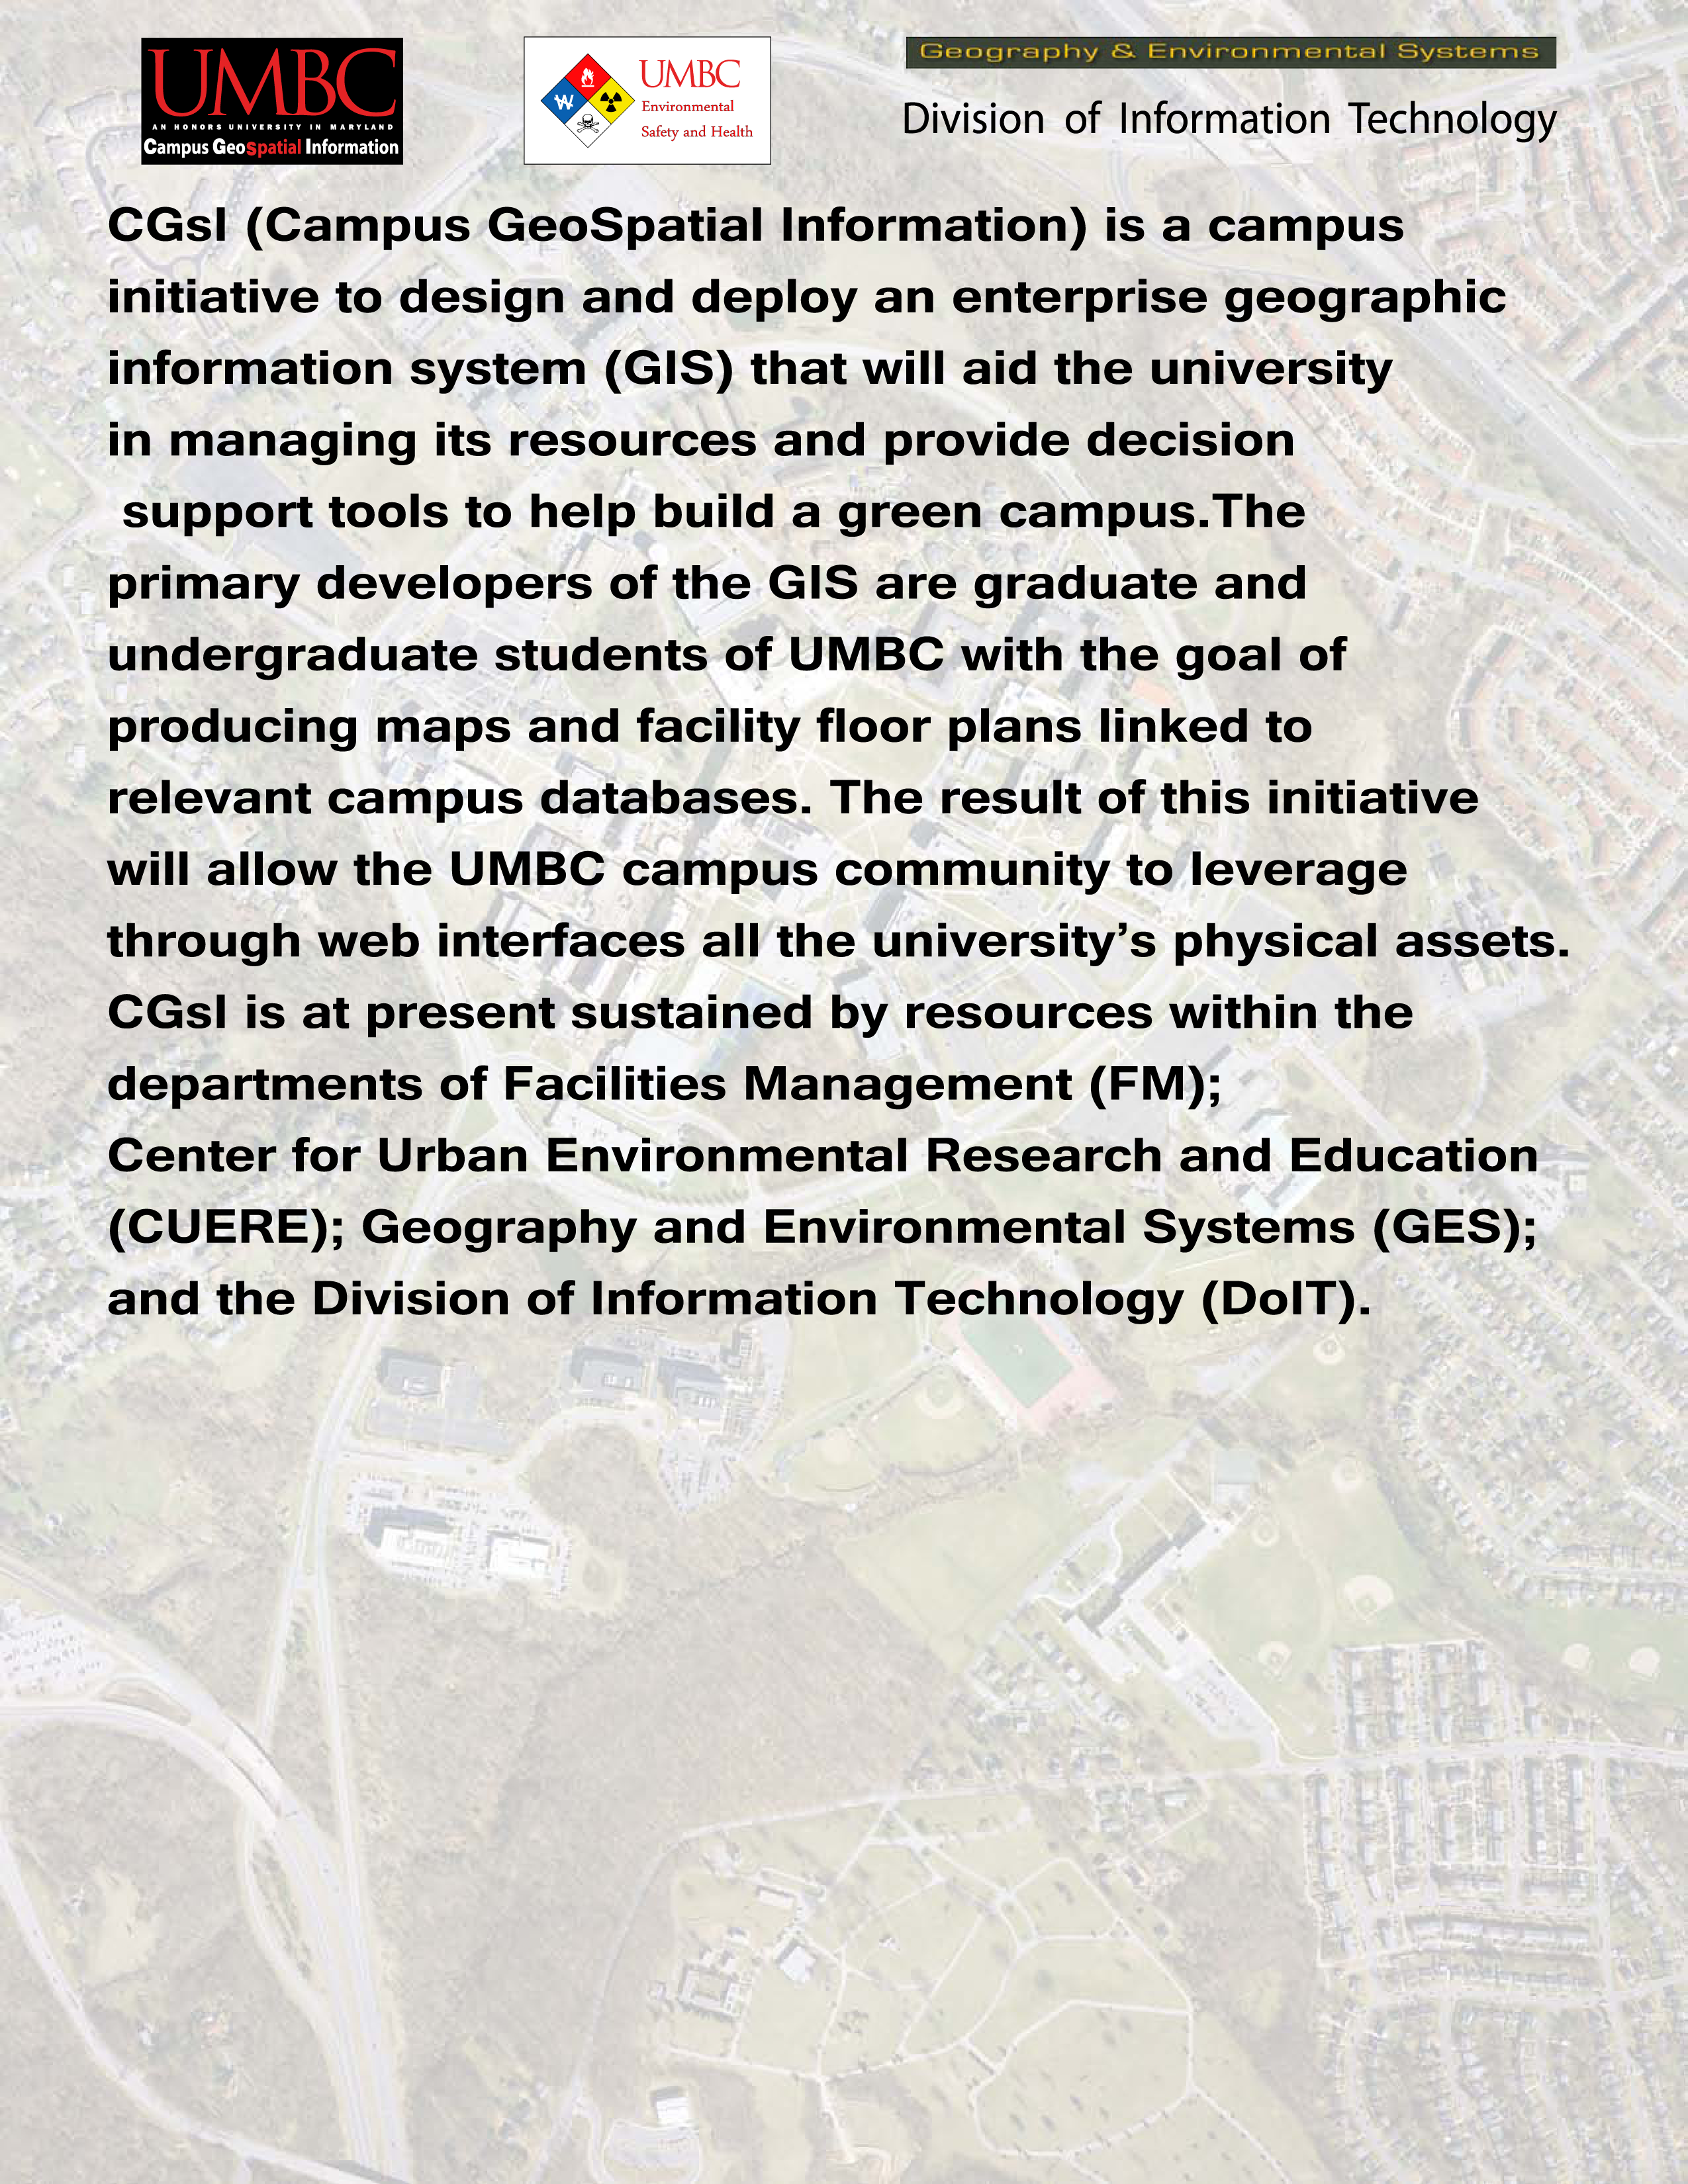 UMBC
AN HONORS UNIVERSITY IN MARYLAND
Campus GeoSpatial Information
W
UMBC
Environmental
Safety and Health
Geography & Environmental Systems
Division of Information Technology
CGsI (Campus GeoSpatial Information) is a campus
initiative to design and deploy an enterprise geographic
information system (GIS) that will aid the university
in managing its resources and provide decision
support tools to help build a green campus.The
primary developers of the GIS are graduate and
undergraduate students of UMBC with the goal of
producing maps and facility floor plans linked to
relevant campus databases. The result of this initiative
will allow the UMBC campus community to leverage
through web interfaces all the university’s physical assets.
CGsI is at present sustained by resources within the
departments of Facilities Management (FM);
Center for Urban Environmental Research and Education
(CUERE); Geography and Environmental Systems (GES);
and the Division of Information Technology (DoIT).